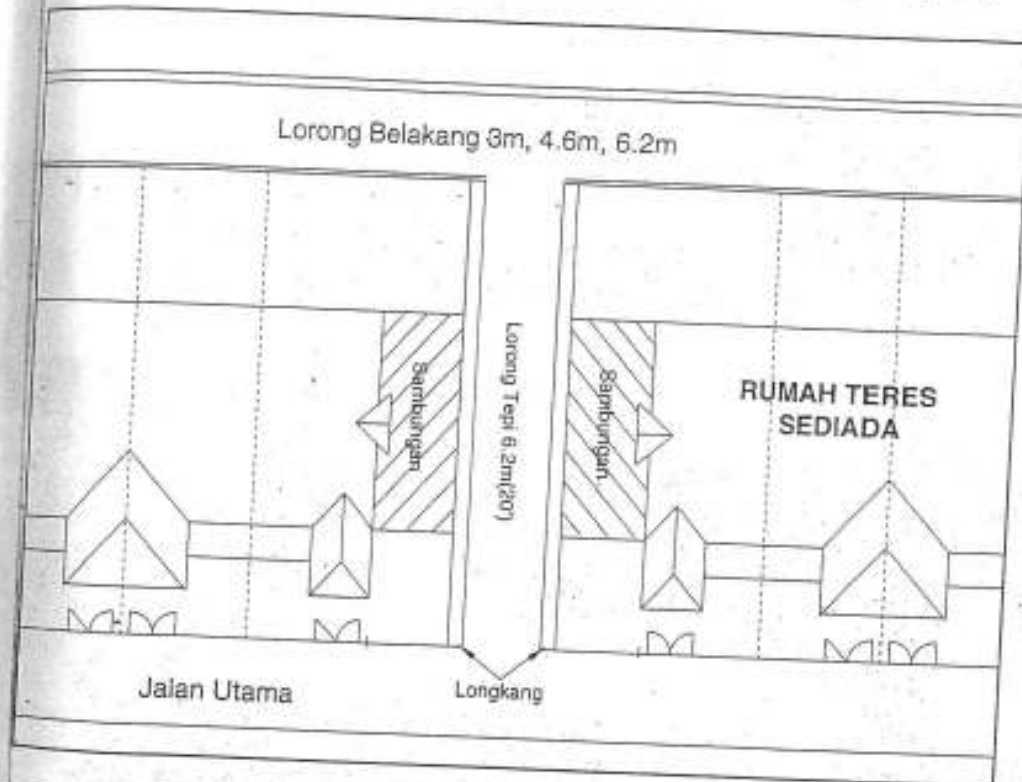 Lorong Belakang 3m, 4.6m, 6.2m
Sambungan
Lorong Tepi 6.2m(20')
Sambungan
RUMAH TERES
SEDIADA
Jalan Utama
Longkang